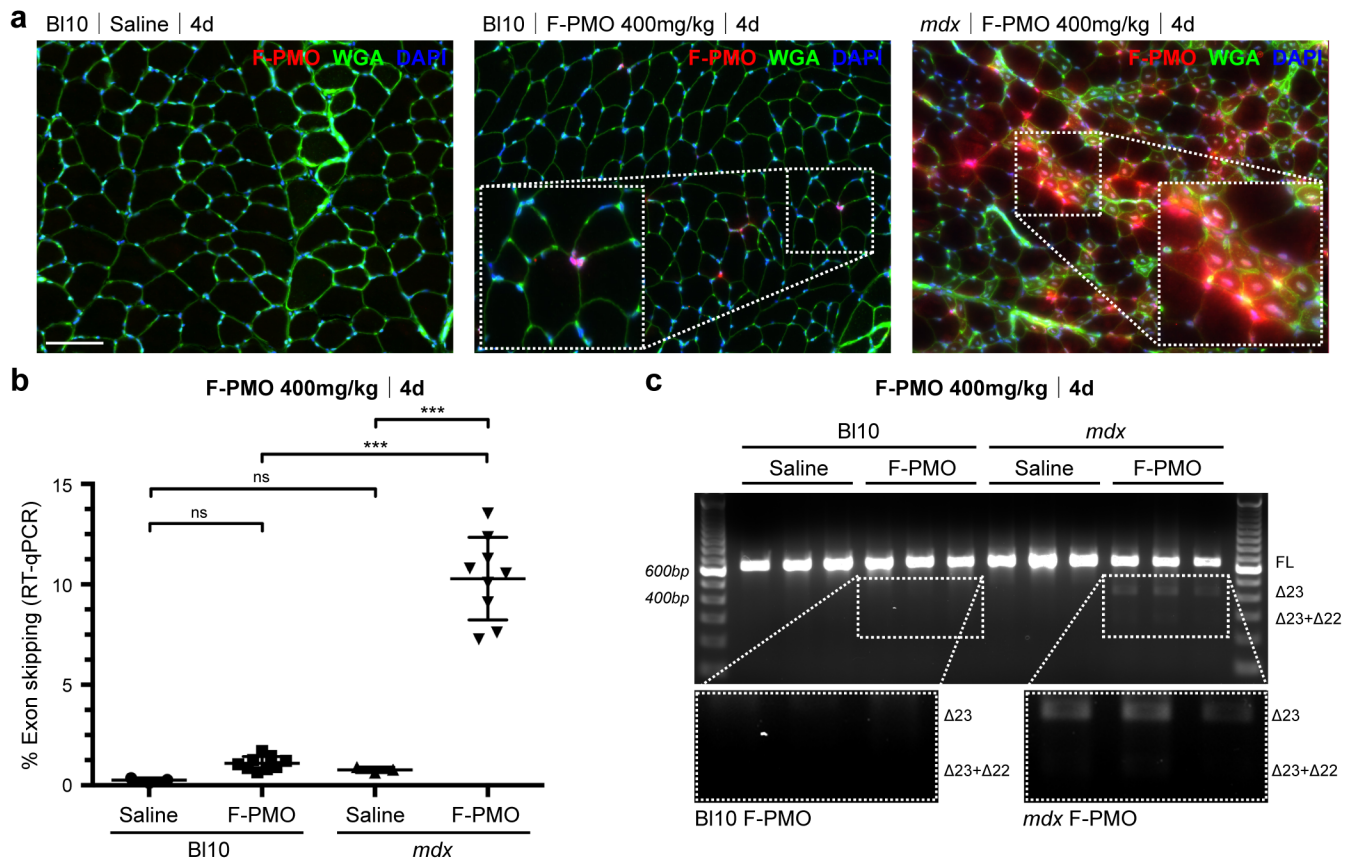 a
Bl10 | Saline | 4d
Bl10 | F-PMO 400mg/kg | 4d
mdx | F-PMO 400mg/kg | 4d
F-PMO WGA DAPI
F-PMO WGA DAPI
F-PMO WGA DAPI
b
F-PMO 400mg/kg | 4d
***
***
ns
ns
% Exon skipping (RT-qPCR)
15
10
5
0
Saline F-PMO Saline F-PMO
Bl10 mdx
c
F-PMO 400mg/kg | 4d
Bl10 mdx
Saline F-PMO Saline F-PMO
600bp
400bp
FL
Δ23
Δ23+Δ22
Δ23
Δ23+Δ22
Δ23
Δ23+Δ22
Bl10 F-PMO
mdx F-PMO